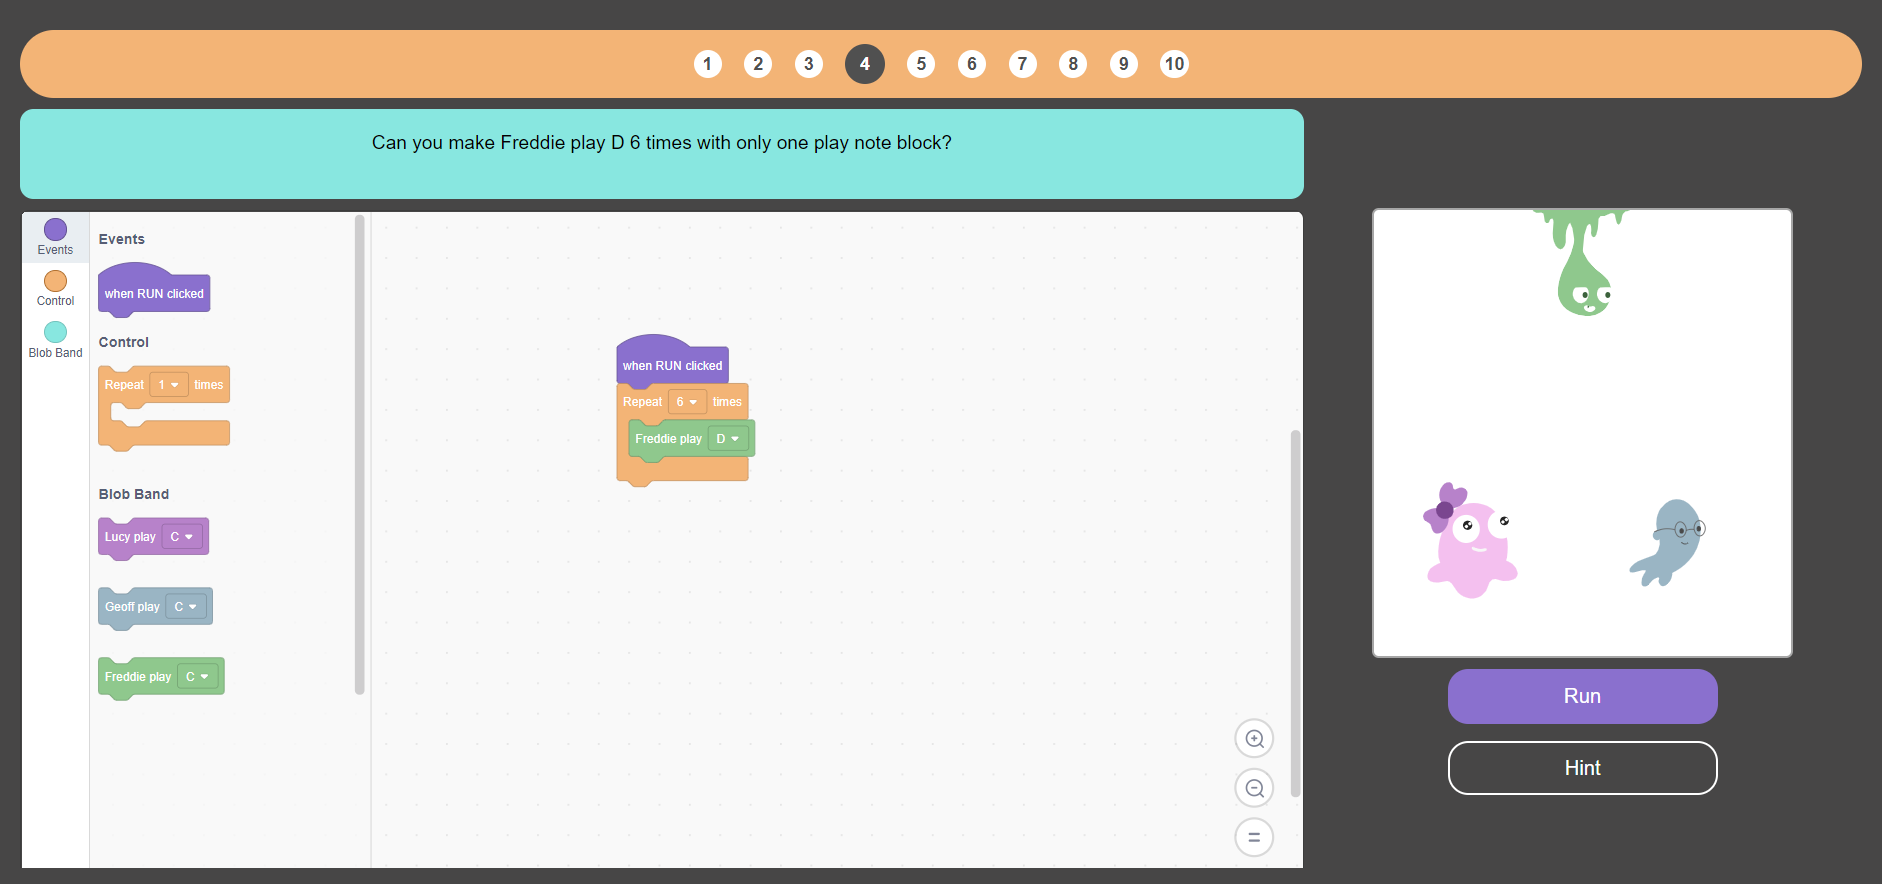 1 2 3 4 5 6 7 8 9 10
Can you make Freddie play D 6 times with only one play note block?
Events
Control
Blob Band
Events
when RUN clicked
Control
Repeat 1 times
Blob Band
Lucy play C
Geoff play C
Freddie play C
when RUN clicked
Repeat 6 times
Freddie play D
Run
Hint